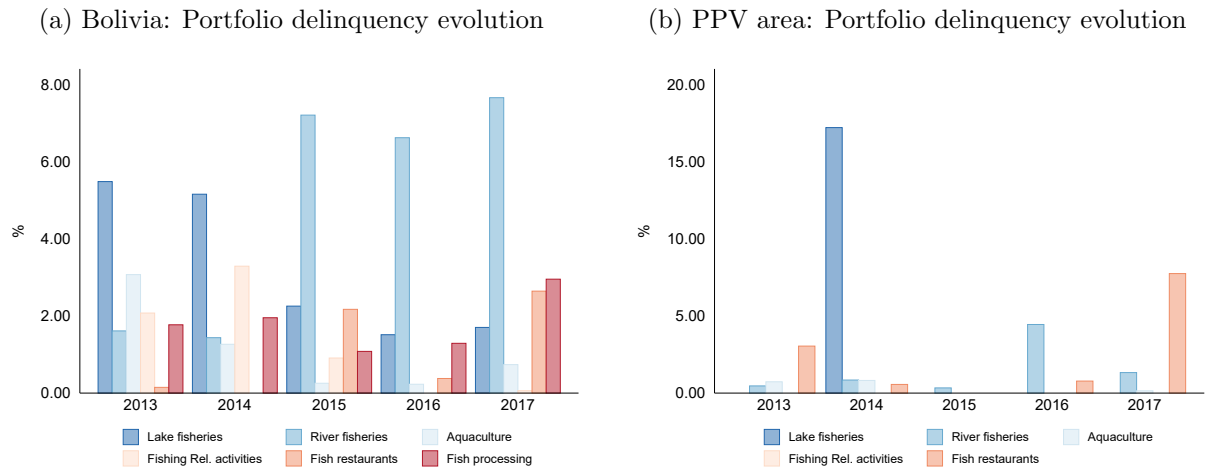 (a) Bolivia: Portfolio delinquency evolution
8.00
6.00
4.00
2.00
0.00
%
2013 2014 2015 2016 2017
Lake fisheries River fisheries Aquaculture
Fishing Rel. activities Fish restaurants Fish processing
(b) PPV area: Portfolio delinquency evolution
20.00
15.00
10.00
5.00
0.00
%
2013 2014 2015 2016 2017
Lake fisheries River fisheries Aquaculture
Fishing Rel. activities Fish restaurants